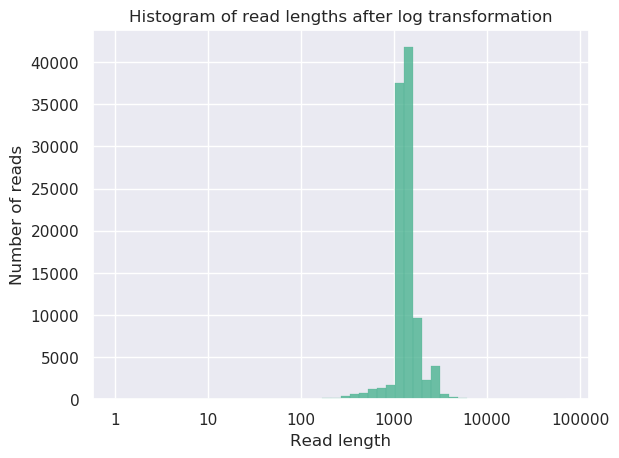 Histogram of read lengths after log transformation
Number of reads
40000
35000
30000
25000
20000
15000
10000
5000
0
1 10 100 1000 10000 100000
Read length